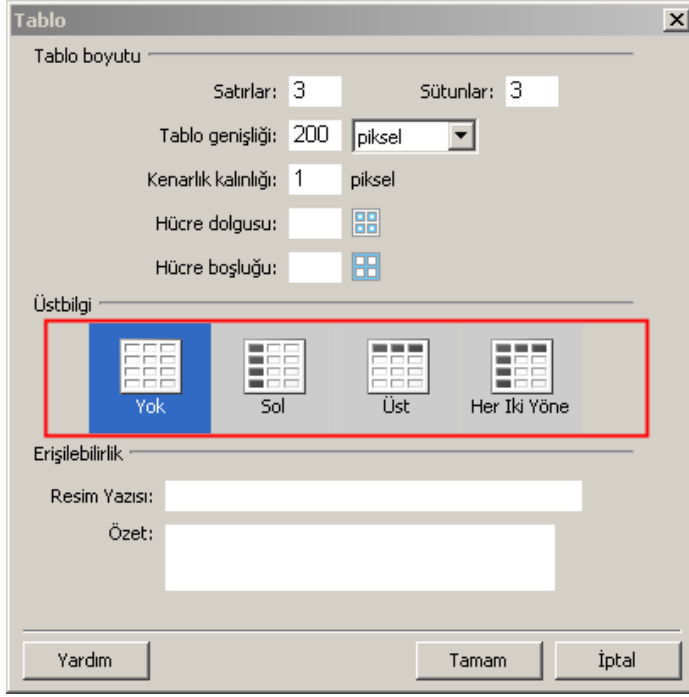 Tablo
Tablo boyutu
Satırlar: 3 Sütunlar: 3
Tablo genişliği: 200 piksel
Kenarlık kalınlığı: 1 piksel
Hücre dolgusu:
Hücre boşluğu:
Üstbilgi
Yok Sol Üst Her Iki Yöne
Erişilebilirlik
Resim Yazısı:
Özet:
Yardım Tamam İptal